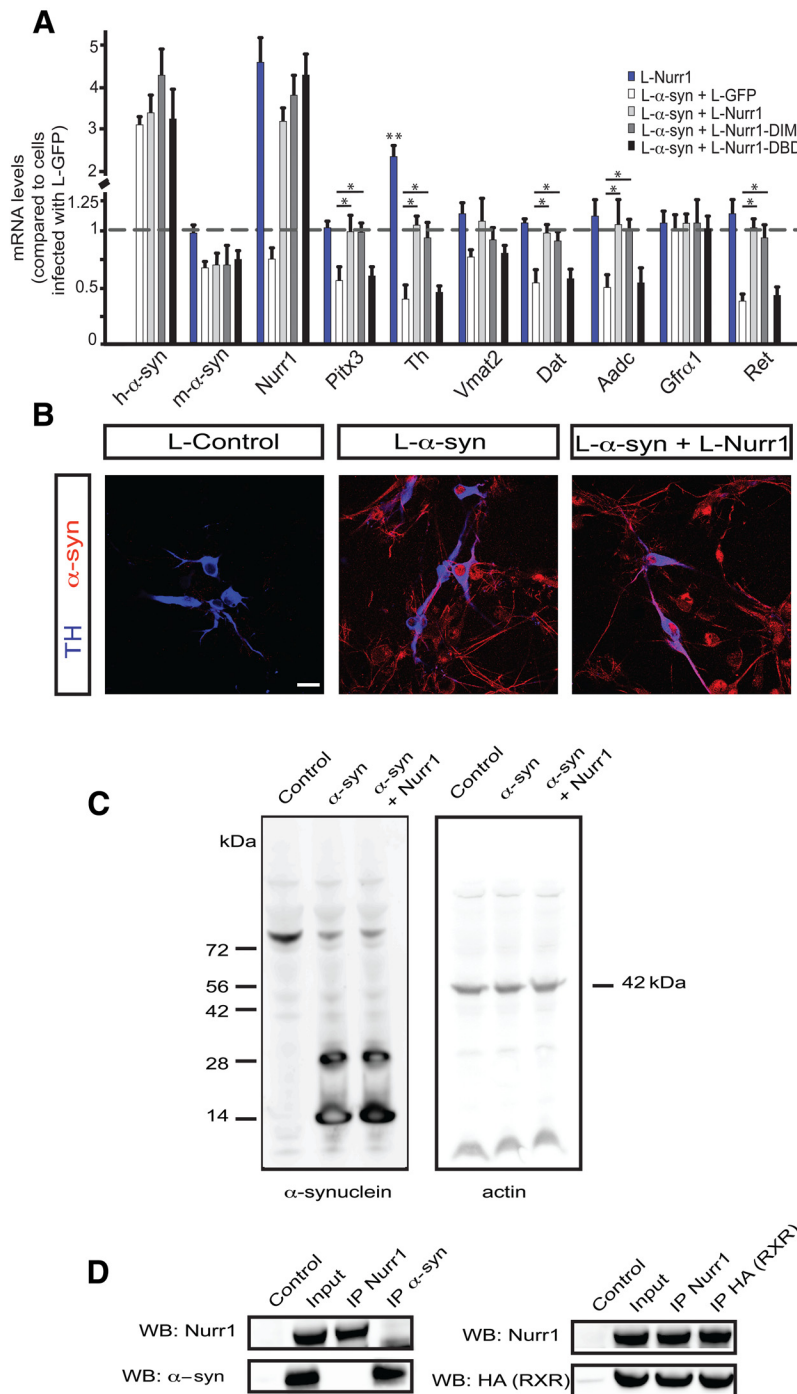 A
5
4
3
2
1.25
1
0.5
0
mRNA levels
(compared to cells
infected with L-GFP)
L-Nurr1
L-α-syn + L-GFP
L-α-syn + L-Nurr1
L-α-syn + L-Nurr1-DIM
L-α-syn + L-Nurr1-DBD
**
* *
* *
* *
* *
* *
h-α-syn
m-α-syn
Nurr1
Pitx3
Th
Vmat2
Dat
Aadc
Gfrα1
Ret
B
L-Control
L-α-syn
L-α-syn + L-Nurr1
TH α-syn
C
Control
α-syn
α-syn
+ Nurr1
Control
α-syn
α-syn
+ Nurr1
kDa
72
56
42
28
14
42 kDa
α-synuclein
actin
D
Control
Input
IP Nurr1
IP α-syn
WB: Nurr1
WB: α-syn
Control
Input
IP Nurr1
IP HA (RXR)
WB: Nurr1
WB: HA (RXR)